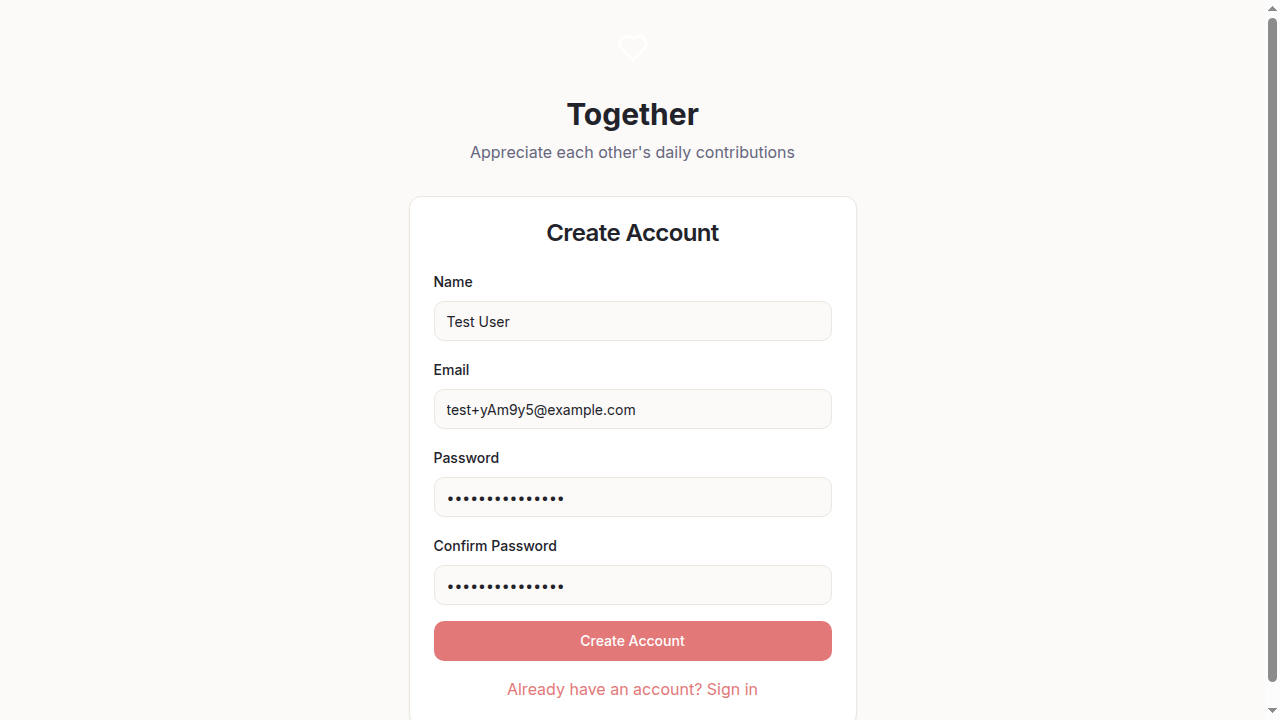 Together
Appreciate each other's daily contributions
Create Account
Name
Test User
Email
test+yAm9y5@example.com
Password
•••••••••••••••
Confirm Password
•••••••••••••••
Create Account
Already have an account? Sign in